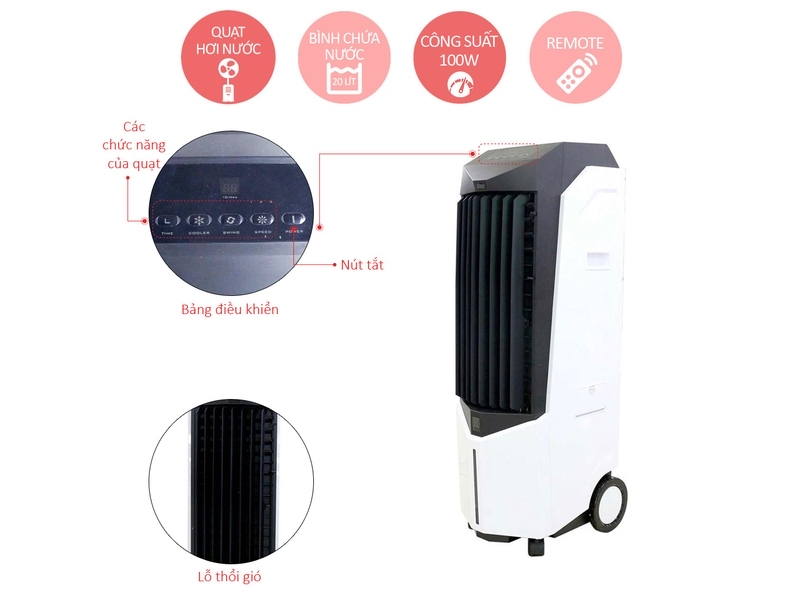 QUẠT
HƠI NƯỚC
BÌNH CHỨA
NƯỚC
20 LÍT
CÔNG SUẤT
100W
REMOTE
Các
chức năng
của quạt
TIME
COOLER
SWING
SPEED
POWER
Nút tắt
Bảng điều khiển
Lỗ thổi gió